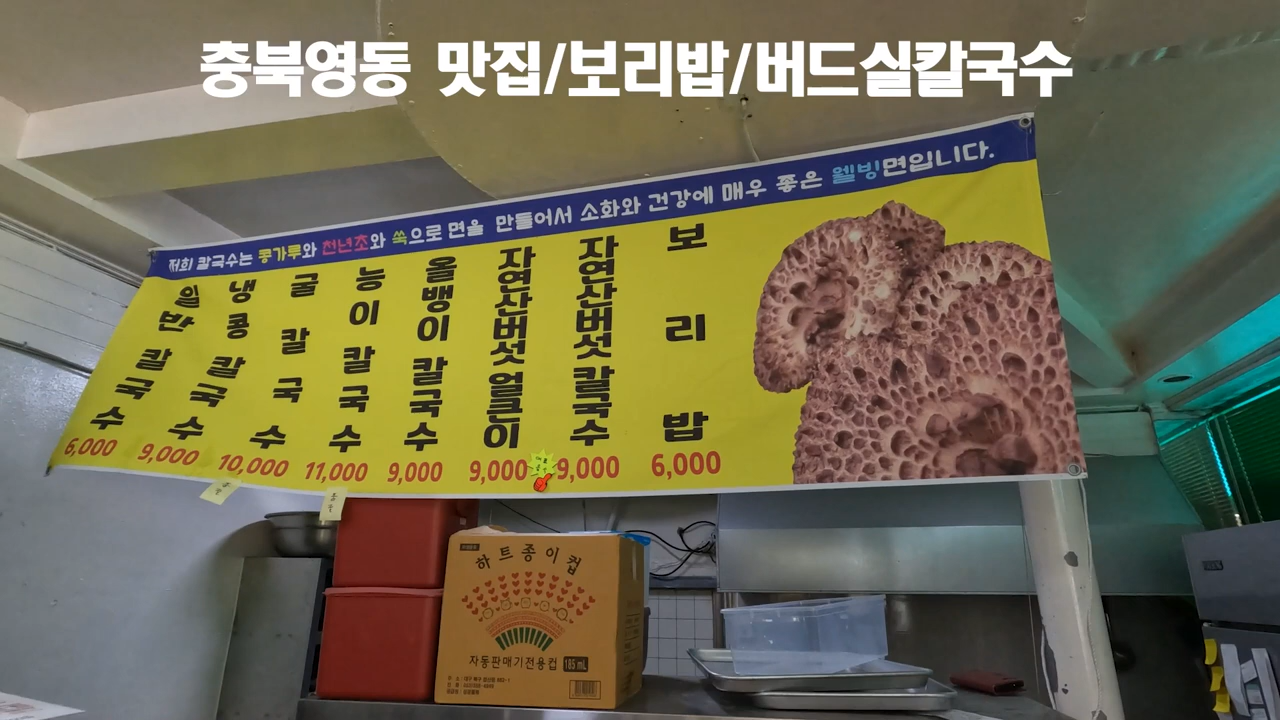 충북영동 맛집/보리밥/버드실칼국수
저희 칼국수는 콩가루와 천년초와 쑥으로 면을 만들어서 소화와 건강에 매우 좋은 웰빙면입니다.
일반칼국수
6,000
냉콩칼국수
9,000
굴칼국수
10,000
능이칼국수
11,000
올뱅이칼국수
9,000
자연산버섯얼큰이
9,000
자연산버섯칼국수
9,000
보리밥
6,000
하트종이컵
자동판매기전용컵 185 mL